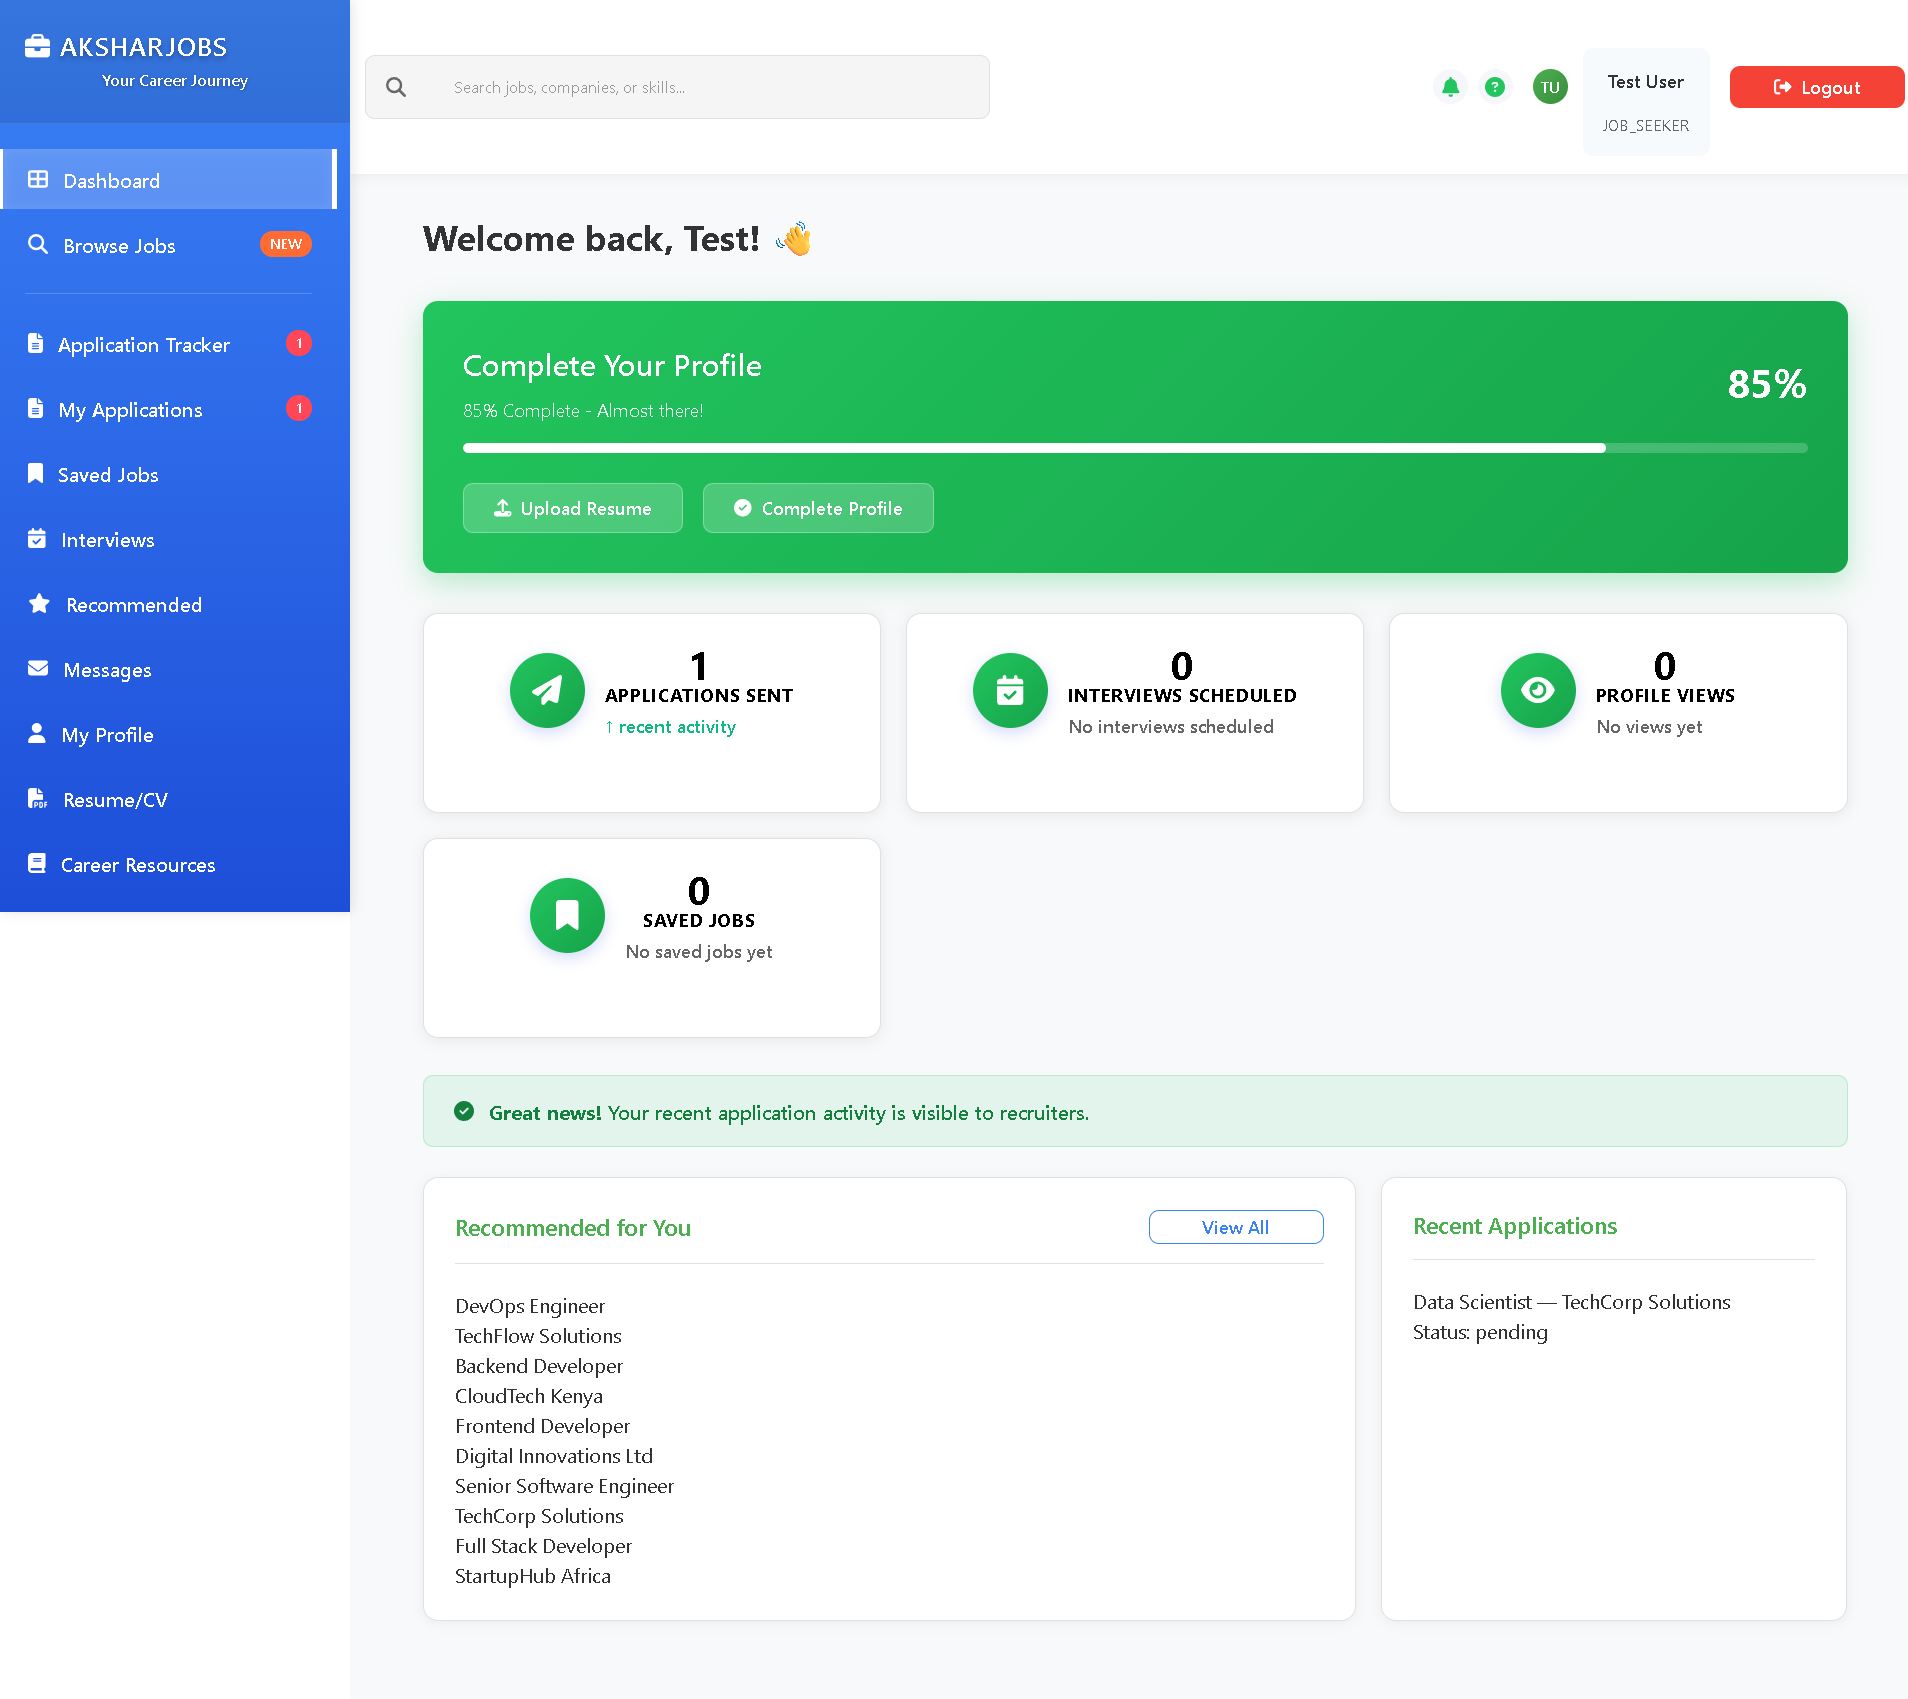 AKSHARJOBS
Your Career Journey
Dashboard
Browse Jobs NEW
Application Tracker 1
My Applications 1
Saved Jobs
Interviews
Recommended
Messages
My Profile
PDF Resume/CV
Career Resources
Search jobs, companies, or skills...
? TU Test User
JOB_SEEKER
Logout
Welcome back, Test! 👋
Complete Your Profile
85% Complete - Almost there!
85%
Upload Resume
Complete Profile
1
APPLICATIONS SENT
↑ recent activity
0
INTERVIEWS SCHEDULED
No interviews scheduled
0
PROFILE VIEWS
No views yet
0
SAVED JOBS
No saved jobs yet
Great news! Your recent application activity is visible to recruiters.
Recommended for You
View All
DevOps Engineer
TechFlow Solutions
Backend Developer
CloudTech Kenya
Frontend Developer
Digital Innovations Ltd
Senior Software Engineer
TechCorp Solutions
Full Stack Developer
StartupHub Africa
Recent Applications
Data Scientist — TechCorp Solutions
Status: pending